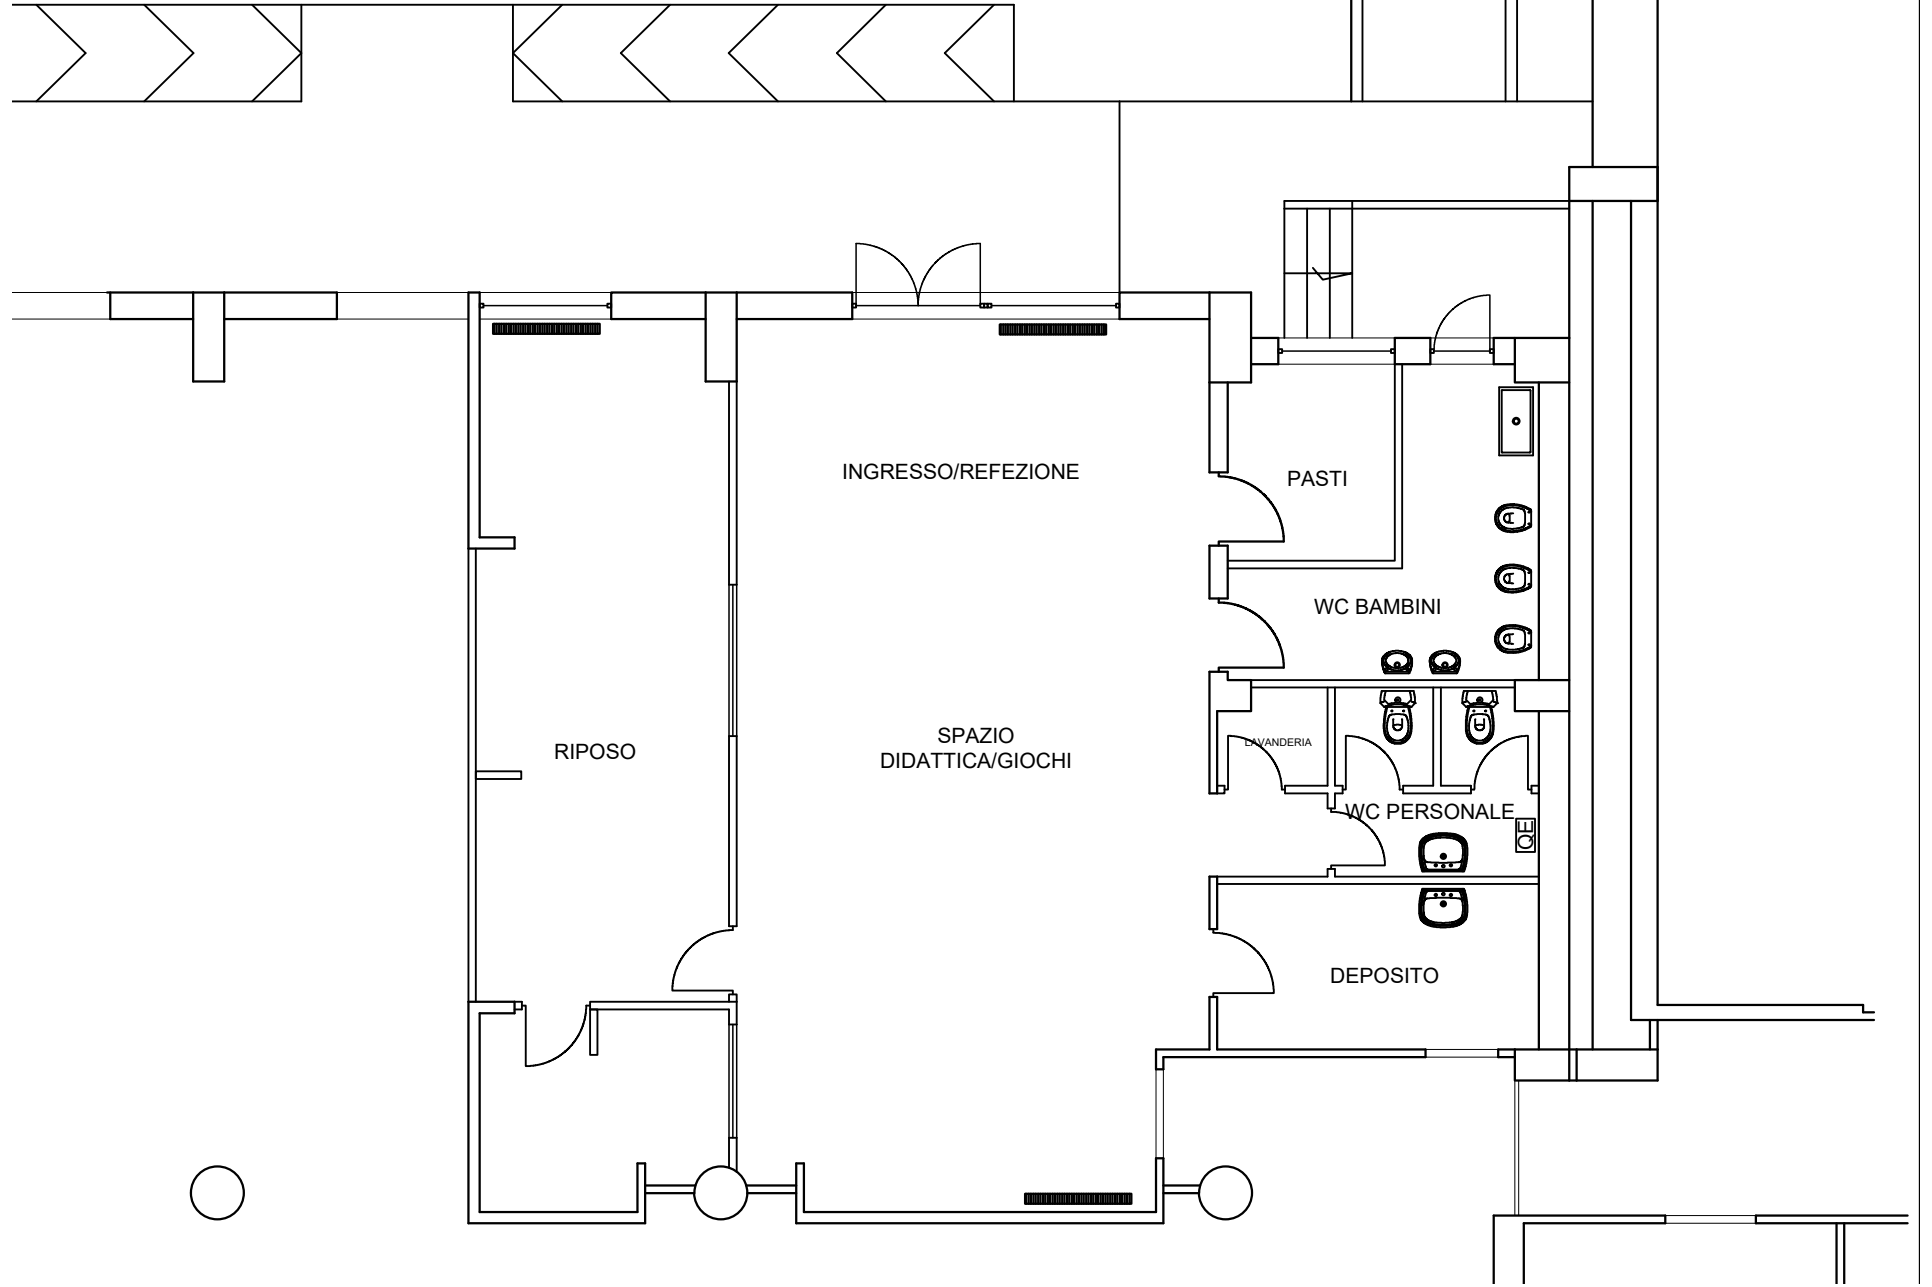 INGRESSO/REFEZIONE
PASTI
WC BAMBINI
SPAZIO
DIDATTICA/GIOCHI
RIPOSO
LAVANDERIA
WC PERSONALE
QE
DEPOSITO